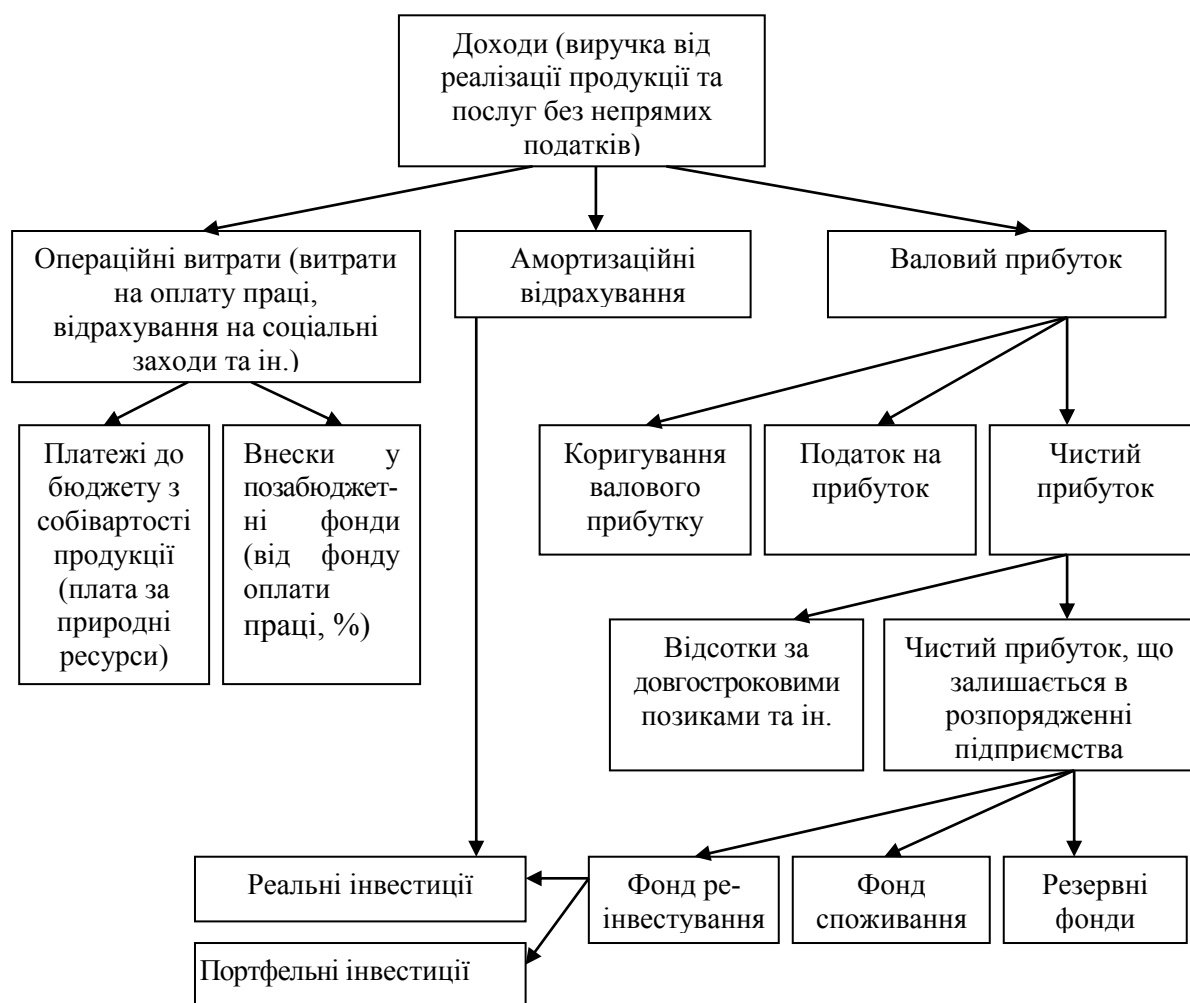 Доходи (виручка від
реалізації продукції та
послуг без непрямих
податків)
Операційні витрати (витрати
на оплату праці,
відрахування на соціальні
заходи та ін.)
Амортизаційні
відрахування
Валовий прибуток
Платежі до
бюджету з
собівартості
продукції
(плата за
природні
ресурси)
Внески у
позабюджет-
ні фонди
(від фонду
оплати
праці, %)
Коригування
валового
прибутку
Податок на
прибуток
Чистий
прибуток
Відсотки за
довгостроковими
позиками та ін.
Чистий прибуток, що
залишається в
розпорядженні
підприємства
Реальні інвестиції
Фонд ре-
інвестування
Фонд
споживання
Резервні
фонди
Портфельні інвестиції